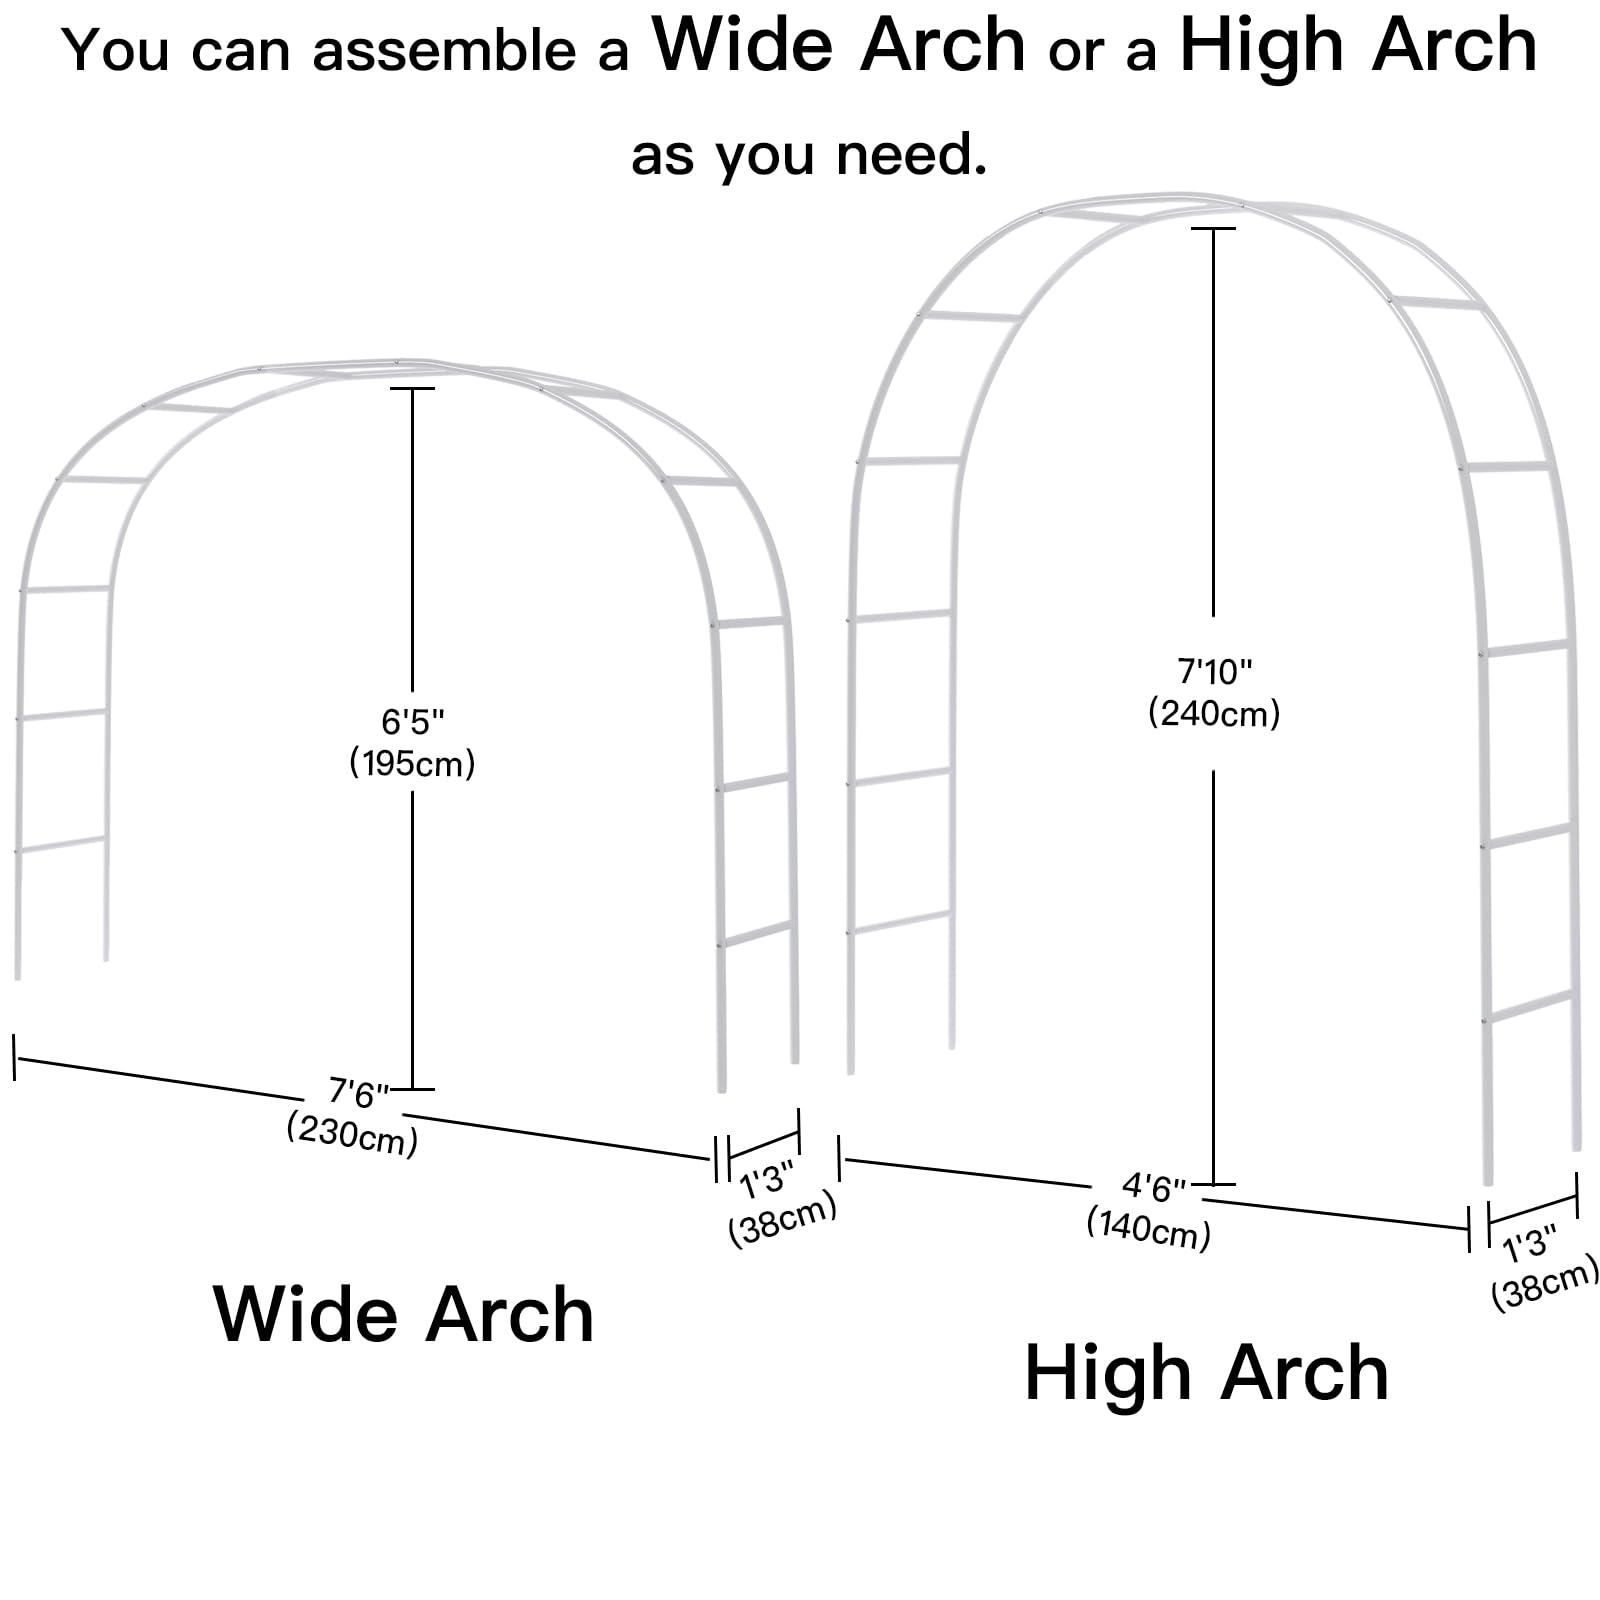 You can assemble a Wide Arch or a High Arch
as you need.
6'5"
(195cm)
7'6"
(230cm)
1'3"
(38cm)
Wide Arch
7'10"
(240cm)
4'6"
(140cm)
1'3"
(38cm)
High Arch